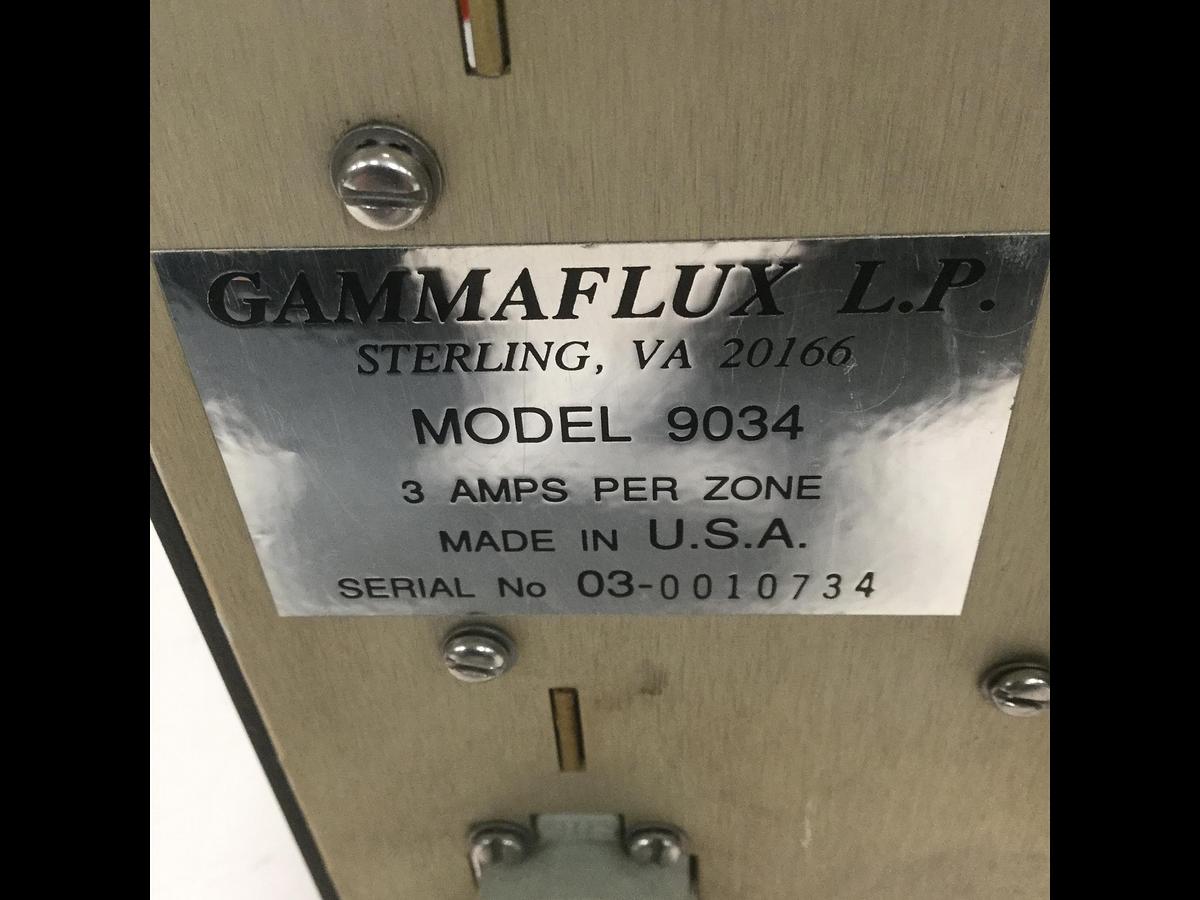 GAMMAFLUX L.P.
STERLING, VA 20166
MODEL 9034
3 AMPS PER ZONE
MADE IN U.S.A.
SERIAL No 03-0010734